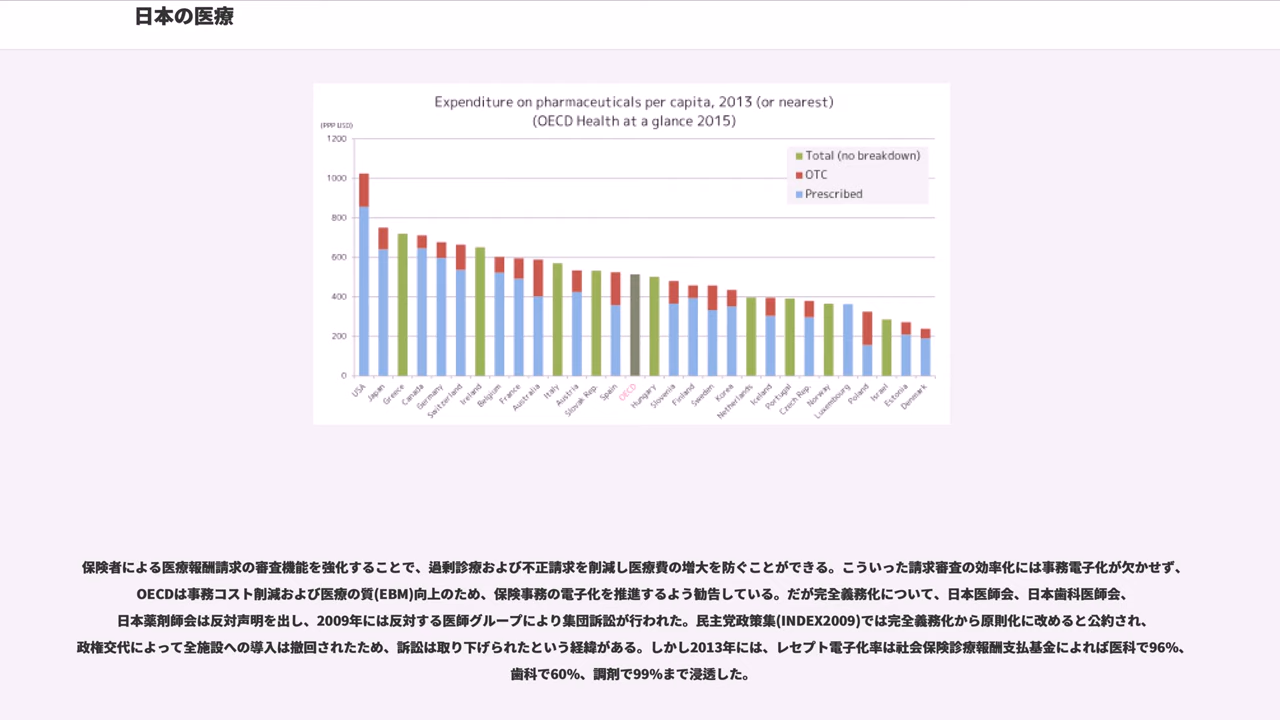 日本の医療
Expenditure on pharmaceuticals per capita, 2013 (or nearest)
(OECD Health at a glance 2015)
(PPP USD)
1200
1000
800
600
400
200
0
Total (no breakdown)
OTC
Prescribed
USA
Japan
Greece
Canada
Germany
Switzerland
Ireland
Belgium
France
Australia
Italy
Austria
Slovak Rep.
Spain
OECD
Hungary
Slovenia
Finland
Sweden
Korea
Netherlands
Iceland
Portugal
Czech Rep.
Norway
Luxembourg
Poland
Israel
Estonia
Denmark
保険者による医療報酬請求の審査機能を強化することで、過剰診療および不正請求を削減し医療費の増大を防ぐことができる。こういった請求審査の効率化には事務電子化が欠かせず、
OECDは事務コスト削減および医療の質(EBM)向上のため、保険事務の電子化を推進するよう勧告している。だが完全義務化について、日本医師会、日本歯科医師会、
日本薬剤師会は反対声明を出し、2009年には反対する医師グループにより集団訴訟が行われた。民主党政策集(INDEX2009)では完全義務化から原則化に改めると公約され、
政権交代によって全施設への導入は撤回されたため、訴訟は取り下げられたという経緯がある。しかし2013年には、レセプト電子化率は社会保険診療報酬支払基金によれば医科で96%、
歯科で60%、調剤で99%まで浸透した。